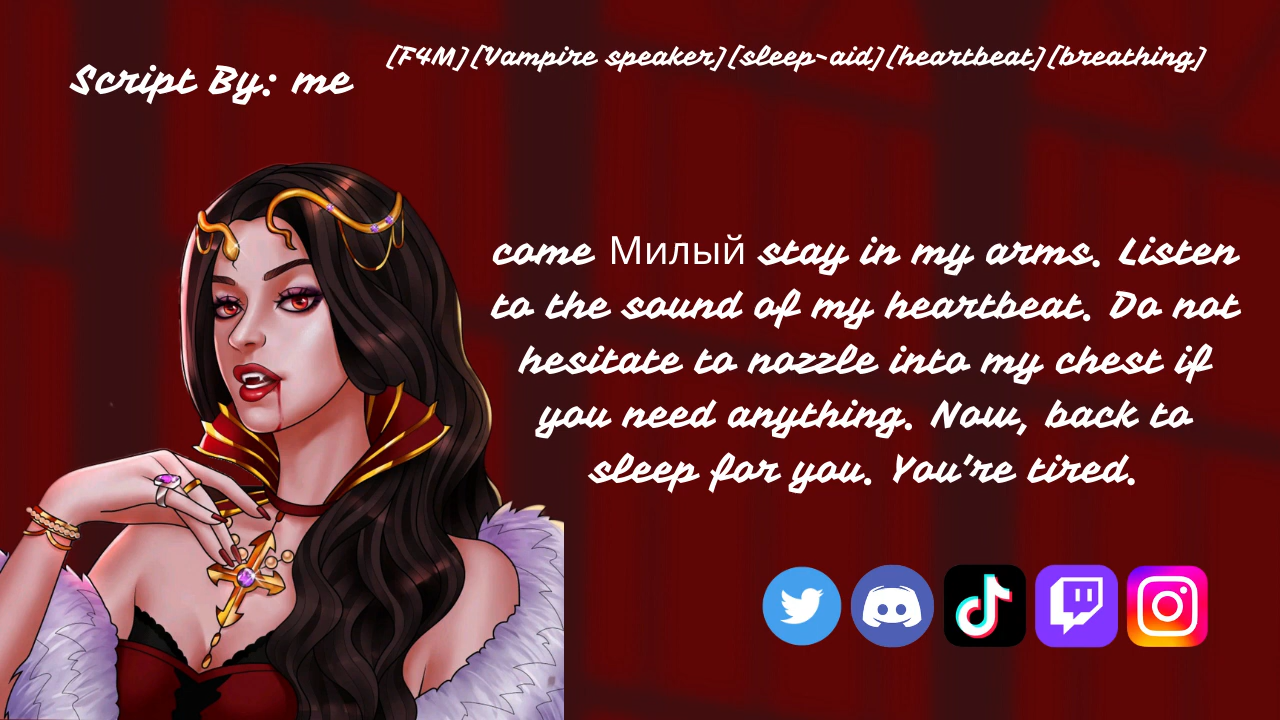 [F4M][Vampire speaker][sleep-aid][heartbeat][breathing]
Script By: me
come Милый stay in my arms. Listen
to the sound of my heartbeat. Do not
hesitate to nozzle into my chest if
you need anything. Now, back to
sleep for you. You're tired.